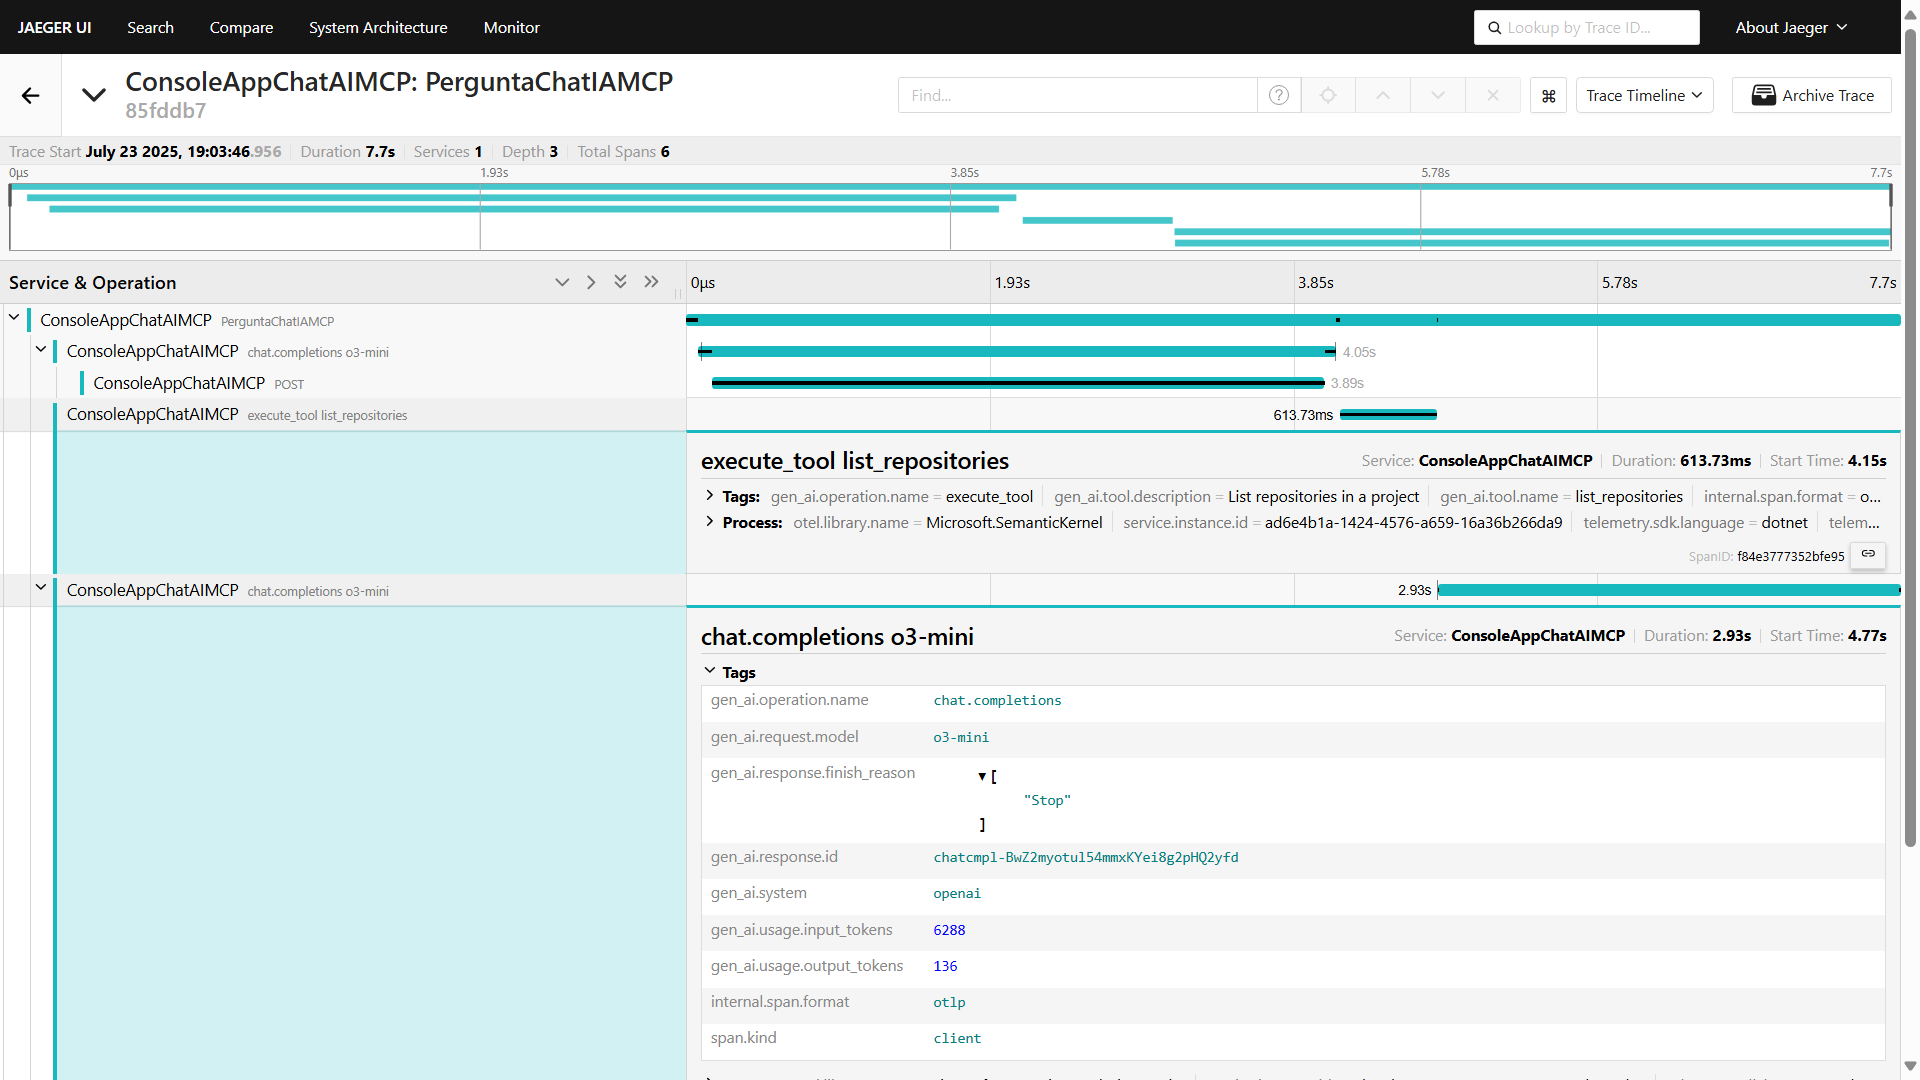 JAEGER UI Search Compare System Architecture Monitor Lookup by Trace ID... About Jaeger
ConsoleAppChatAIMCP: PerguntaChatIAMCP
85fddb7
Find... ? ⌘ Trace Timeline Archive Trace
Trace Start July 23 2025, 19:03:46.956 Duration 7.7s Services 1 Depth 3 Total Spans 6
0μs 1.93s 3.85s 5.78s 7.7s
Service & Operation 0μs 1.93s 3.85s 5.78s 7.7s
ConsoleAppChatAIMCP PerguntaChatIAMCP
ConsoleAppChatAIMCP chat.completions o3-mini 4.05s
ConsoleAppChatAIMCP POST 3.89s
ConsoleAppChatAIMCP execute_tool list_repositories 613.73ms
execute_tool list_repositories Service: ConsoleAppChatAIMCP Duration: 613.73ms Start Time: 4.15s
Tags: gen_ai.operation.name = execute_tool gen_ai.tool.description = List repositories in a project gen_ai.tool.name = list_repositories internal.span.format = o...
Process: otel.library.name = Microsoft.SemanticKernel service.instance.id = ad6e4b1a-1424-4576-a659-16a36b266da9 telemetry.sdk.language = dotnet telem...
SpanID: f84e3777352bfe95
ConsoleAppChatAIMCP chat.completions o3-mini 2.93s
chat.completions o3-mini Service: ConsoleAppChatAIMCP Duration: 2.93s Start Time: 4.77s
Tags
gen_ai.operation.name chat.completions
gen_ai.request.model o3-mini
gen_ai.response.finish_reason [
"Stop"
]
gen_ai.response.id chatcmpl-BwZ2myotul54mmxKYei8g2pHQ2yfd
gen_ai.system openai
gen_ai.usage.input_tokens 6288
gen_ai.usage.output_tokens 136
internal.span.format otlp
span.kind client